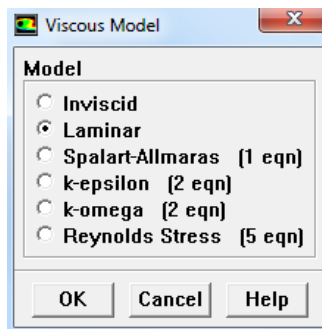 Viscous Model
Model
Inviscid
Laminar
Spalart-Allmaras (1 eqn)
k-epsilon (2 eqn)
k-omega (2 eqn)
Reynolds Stress (5 eqn)
OK Cancel Help